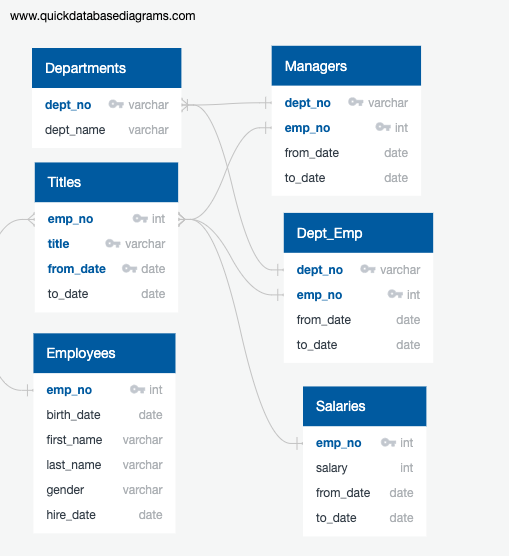 www.quickdatabasediagrams.com
Departments
dept_no varchar
dept_name varchar
Titles
emp_no int
title varchar
from_date date
to_date date
Employees
emp_no int
birth_date date
first_name varchar
last_name varchar
gender varchar
hire_date date
Managers
dept_no varchar
emp_no int
from_date date
to_date date
Dept_Emp
dept_no varchar
emp_no int
from_date date
to_date date
Salaries
emp_no int
salary int
from_date date
to_date date